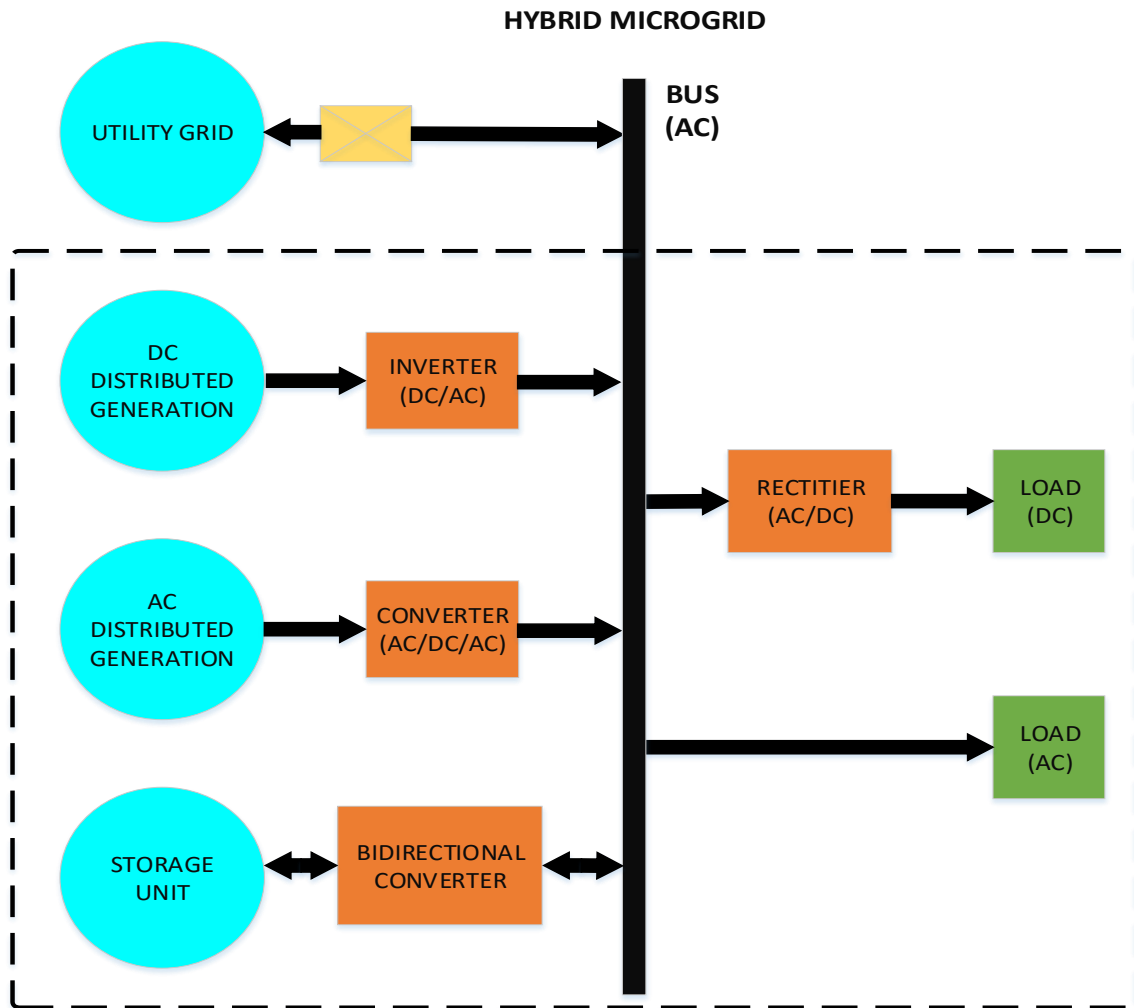 HYBRID MICROGRID
BUS
(AC)
UTILITY GRID
DC
DISTRIBUTED
GENERATION
INVERTER
(DC/AC)
RECTITIER
(AC/DC)
LOAD
(DC)
AC
DISTRIBUTED
GENERATION
CONVERTER
(AC/DC/AC)
LOAD
(AC)
STORAGE
UNIT
BIDIRECTIONAL
CONVERTER